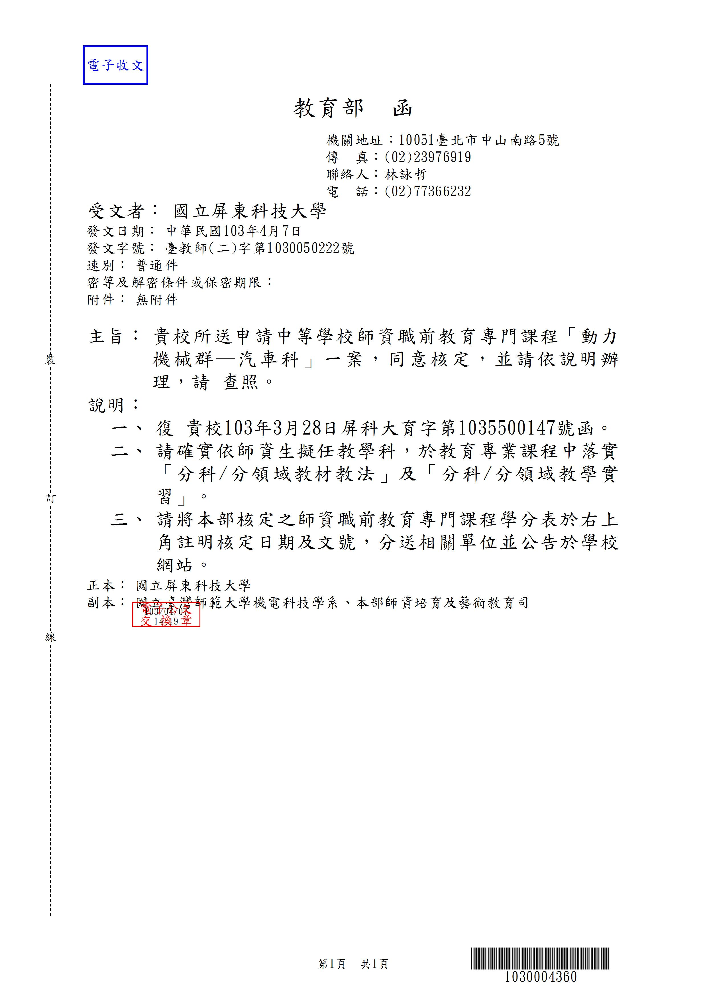 電子收文
教育部 函
機關地址：10051臺北市中山南路5號
傳 真：(02)23976919
聯絡人：林詠哲
電 話：(02)77366232
受文者： 國立屏東科技大學
發文日期： 中華民國103年4月7日
發文字號： 臺教師(二)字第1030050222號
速別： 普通件
密等及解密條件或保密期限：
附件： 無附件
主旨： 貴校所送申請中等學校師資職前教育專門課程「動力
機械群—汽車科」一案，同意核定，並請依說明辦
理，請 查照。
說明：
一、 復 貴校103年3月28日屏科大育字第1035500147號函。
二、 請確實依師資生擬任教學科，於教育專業課程中落實
「分科/分領域教材教法」及「分科/分領域教學實
習」。
三、 請將本部核定之師資職前教育專門課程學分表於右上
角註明核定日期及文號，分送相關單位並公告於學校
網站。
正本： 國立屏東科技大學
副本： 國立臺灣師範大學機電科技學系、本部師資培育及藝術教育司
電子公文
103/04/07
交換章
14:19
裝
訂
線
第1頁 共1頁
1030004360